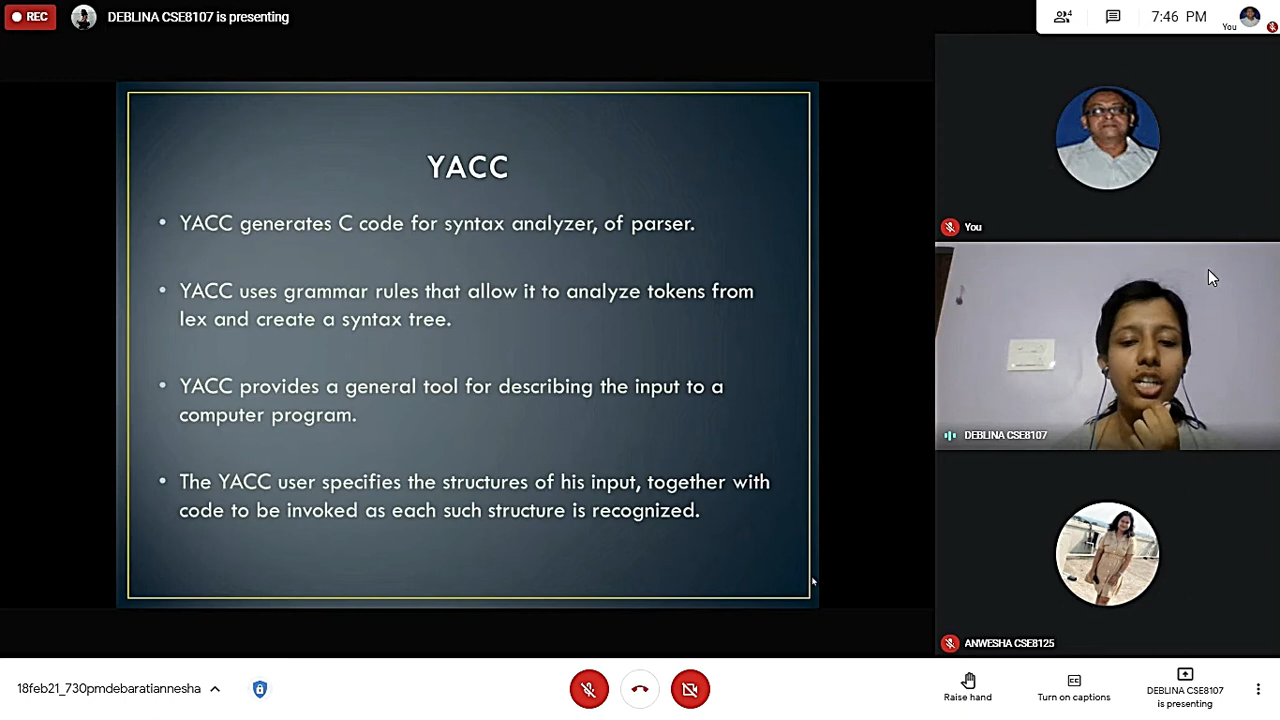 REC
DEBLINA CSE8107 is presenting
4
7:46 PM
You
YACC
• YACC generates C code for syntax analyzer, of parser.
• YACC uses grammar rules that allow it to analyze tokens from
lex and create a syntax tree.
• YACC provides a general tool for describing the input to a
computer program.
• The YACC user specifies the structures of his input, together with
code to be invoked as each such structure is recognized.
You
DEBLINA CSE8107
ANWESHA CSE8125
18feb21_730pmdebaratiannesha
Raise hand
Turn on captions
DEBLINA CSE8107
is presenting